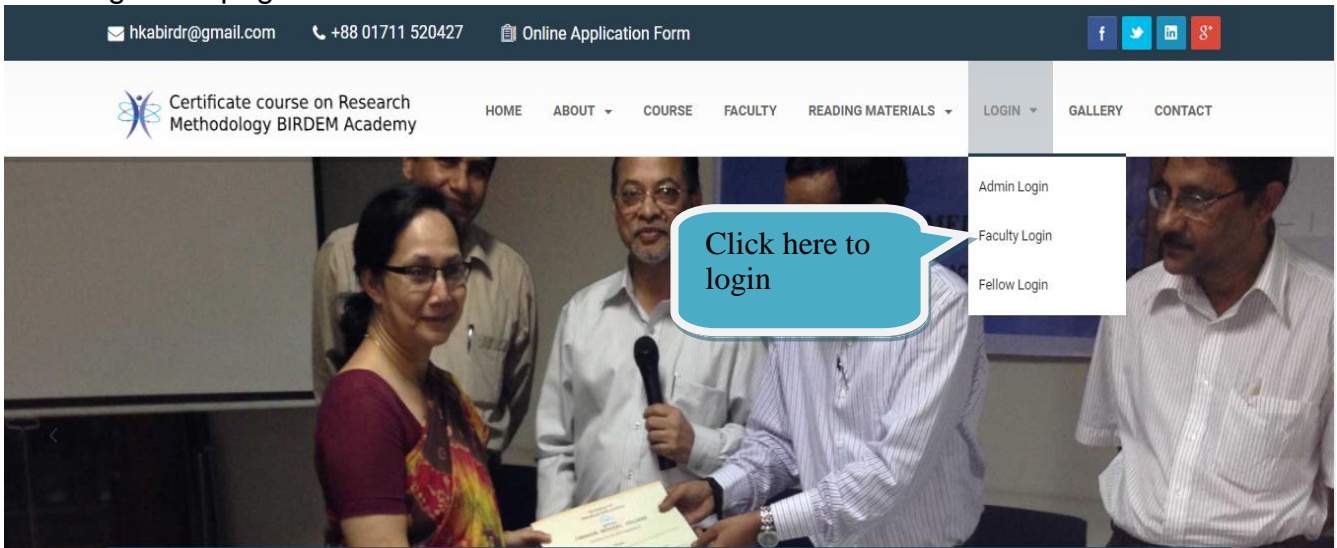 hkabirdr@gmail.com +88 01711 520427 Online Application Form
Certificate course on Research
Methodology BIRDEM Academy
HOME ABOUT COURSE FACULTY READING MATERIALS LOGIN GALLERY CONTACT
Admin Login
Faculty Login
Fellow Login
Click here to
login